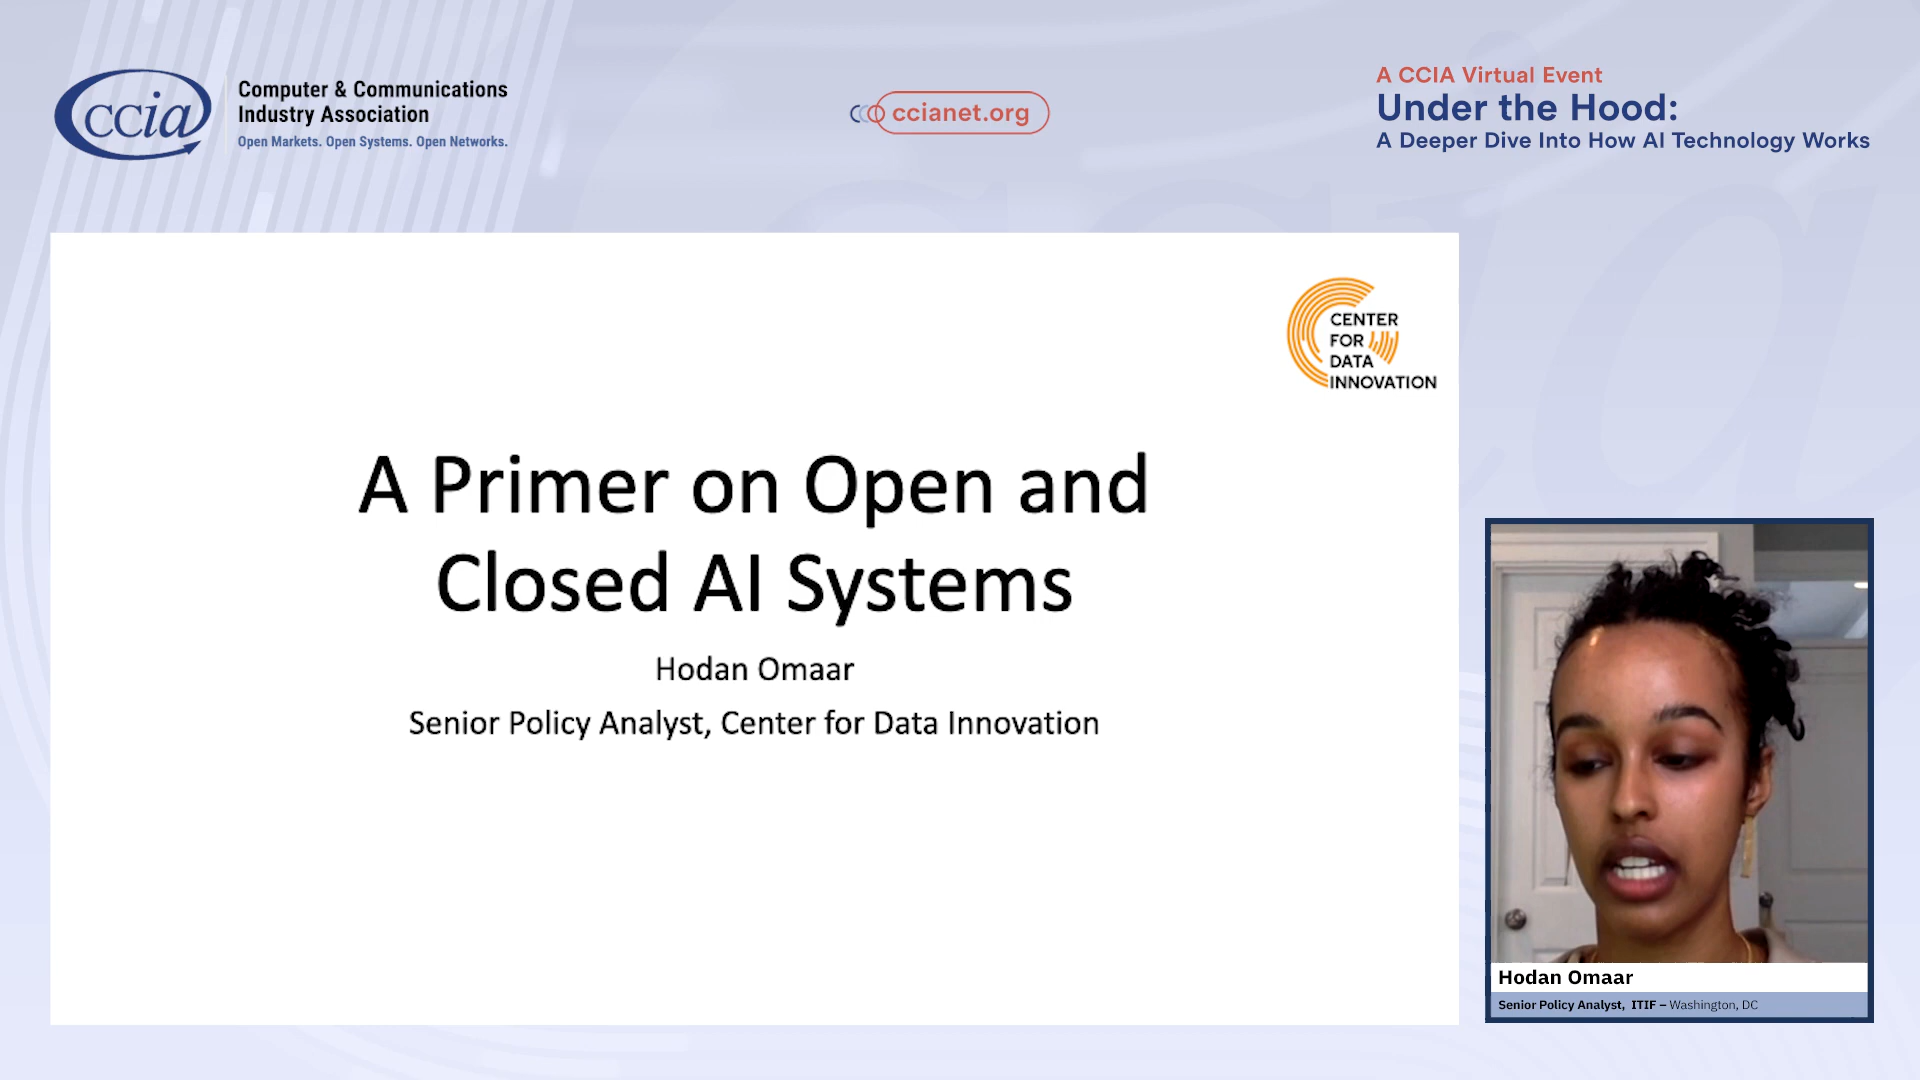 ccia
Computer & Communications
Industry Association
Open Markets. Open Systems. Open Networks.
ccianet.org
A CCIA Virtual Event
Under the Hood:
A Deeper Dive Into How AI Technology Works
CENTER
FOR
DATA
INNOVATION
A Primer on Open and
Closed AI Systems
Hodan Omaar
Senior Policy Analyst, Center for Data Innovation
Hodan Omaar
Senior Policy Analyst, ITIF – Washington, DC